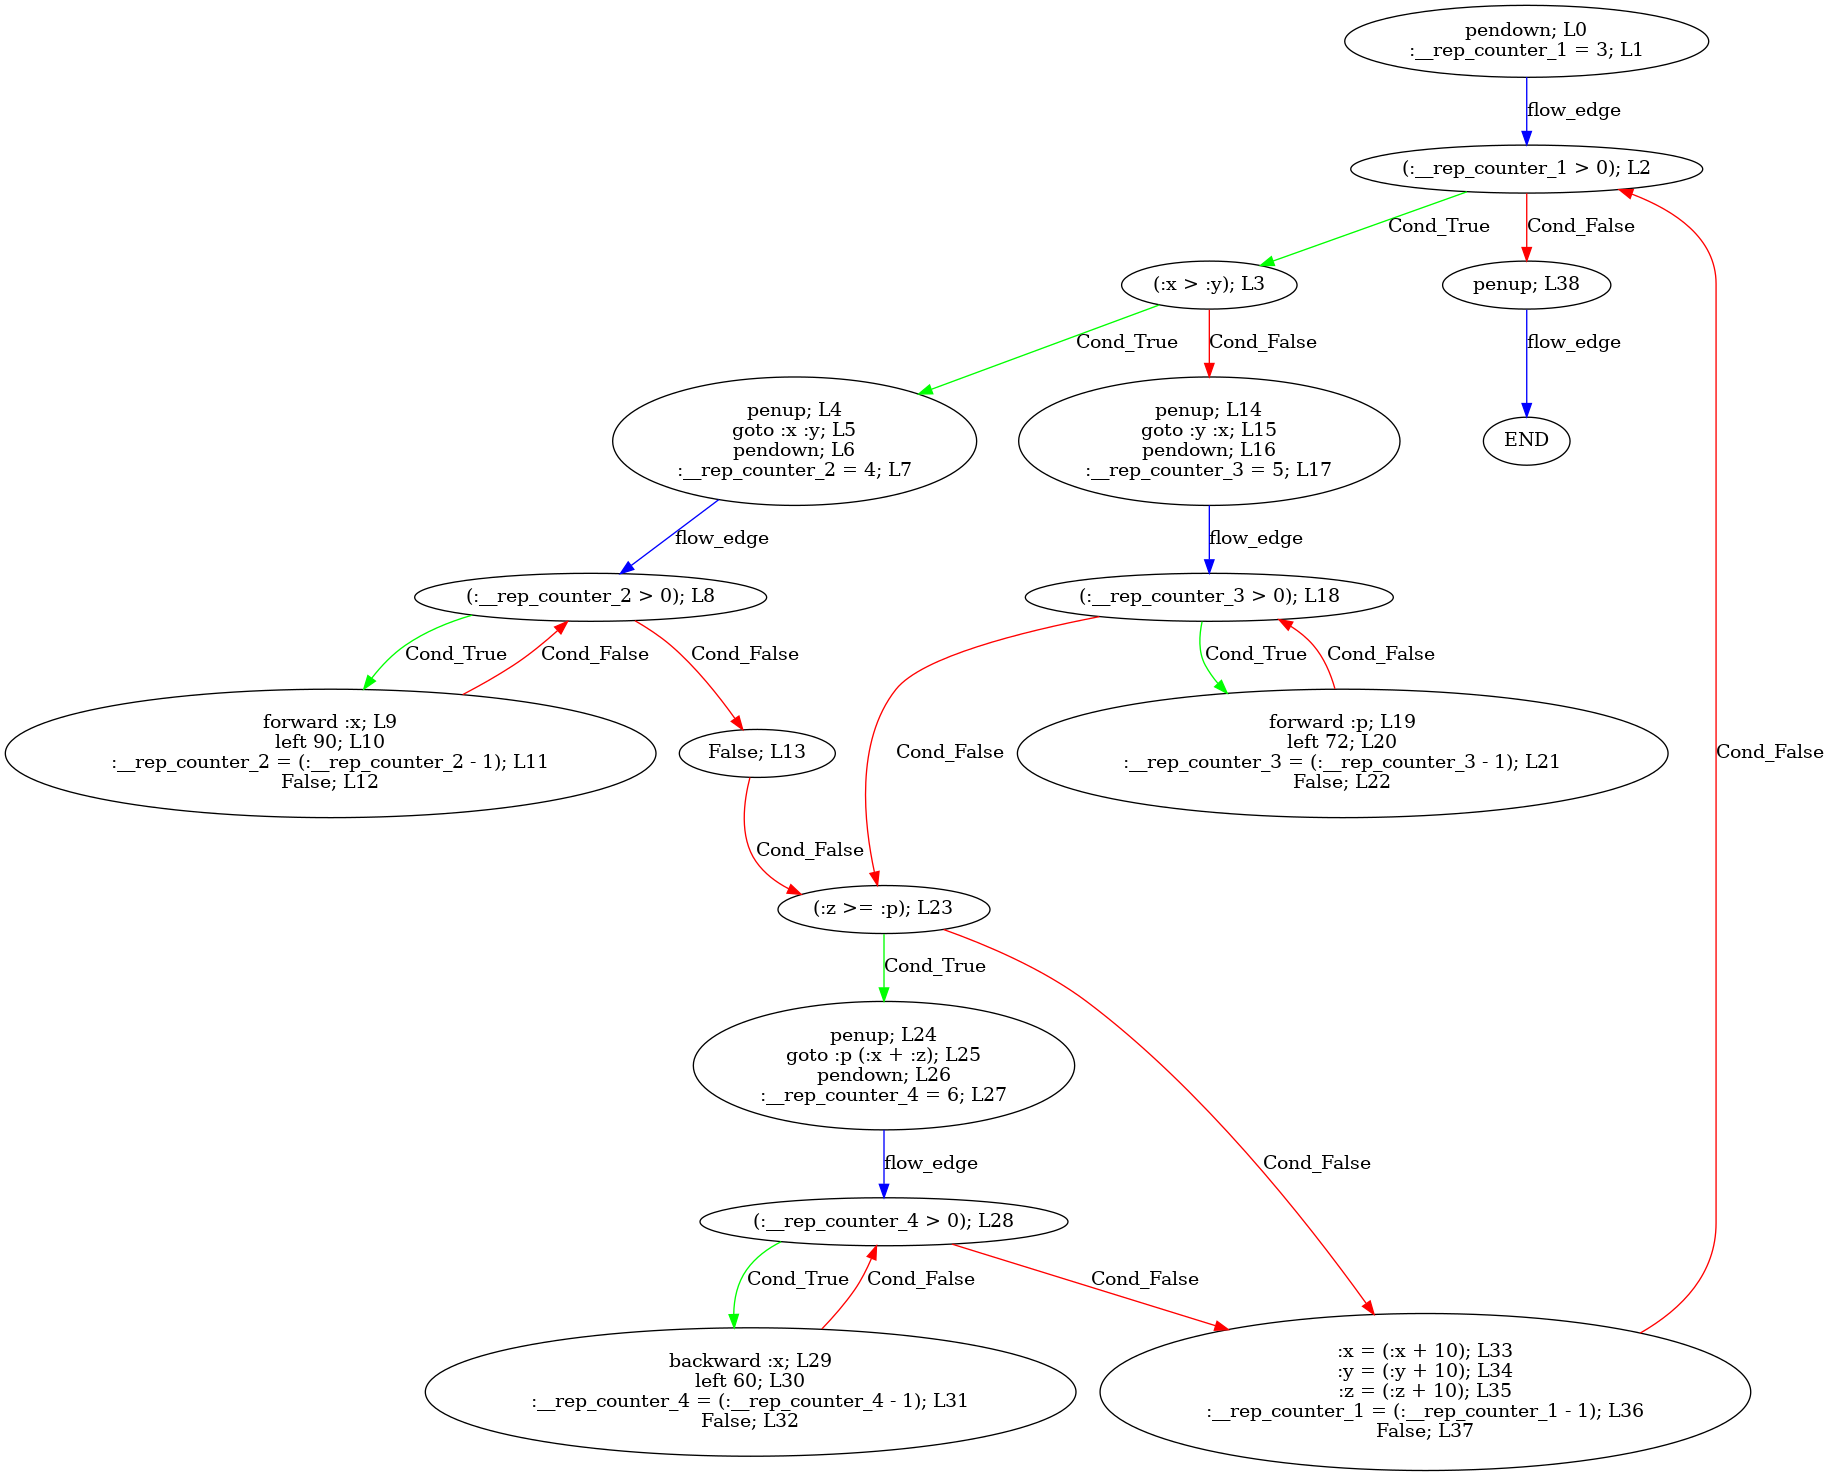 pendown; L0
:__rep_counter_1 = 3; L1
flow_edge
(:__rep_counter_1 > 0); L2
Cond_True
Cond_False
(:x > :y); L3
penup; L38
Cond_True
Cond_False
flow_edge
penup; L4
goto :x :y; L5
pendown; L6
:__rep_counter_2 = 4; L7
penup; L14
goto :y :x; L15
pendown; L16
:__rep_counter_3 = 5; L17
END
flow_edge
flow_edge
(:__rep_counter_2 > 0); L8
(:__rep_counter_3 > 0); L18
Cond_True
Cond_False
Cond_False
Cond_True
Cond_False
forward :x; L9
left 90; L10
:__rep_counter_2 = (:__rep_counter_2 - 1); L11
False; L12
False; L13
Cond_False
forward :p; L19
left 72; L20
:__rep_counter_3 = (:__rep_counter_3 - 1); L21
False; L22
Cond_False
Cond_False
(:z >= :p); L23
Cond_True
penup; L24
goto :p (:x + :z); L25
pendown; L26
:__rep_counter_4 = 6; L27
flow_edge
Cond_False
(:__rep_counter_4 > 0); L28
Cond_True
Cond_False
Cond_False
backward :x; L29
left 60; L30
:__rep_counter_4 = (:__rep_counter_4 - 1); L31
False; L32
:x = (:x + 10); L33
:y = (:y + 10); L34
:z = (:z + 10); L35
:__rep_counter_1 = (:__rep_counter_1 - 1); L36
False; L37